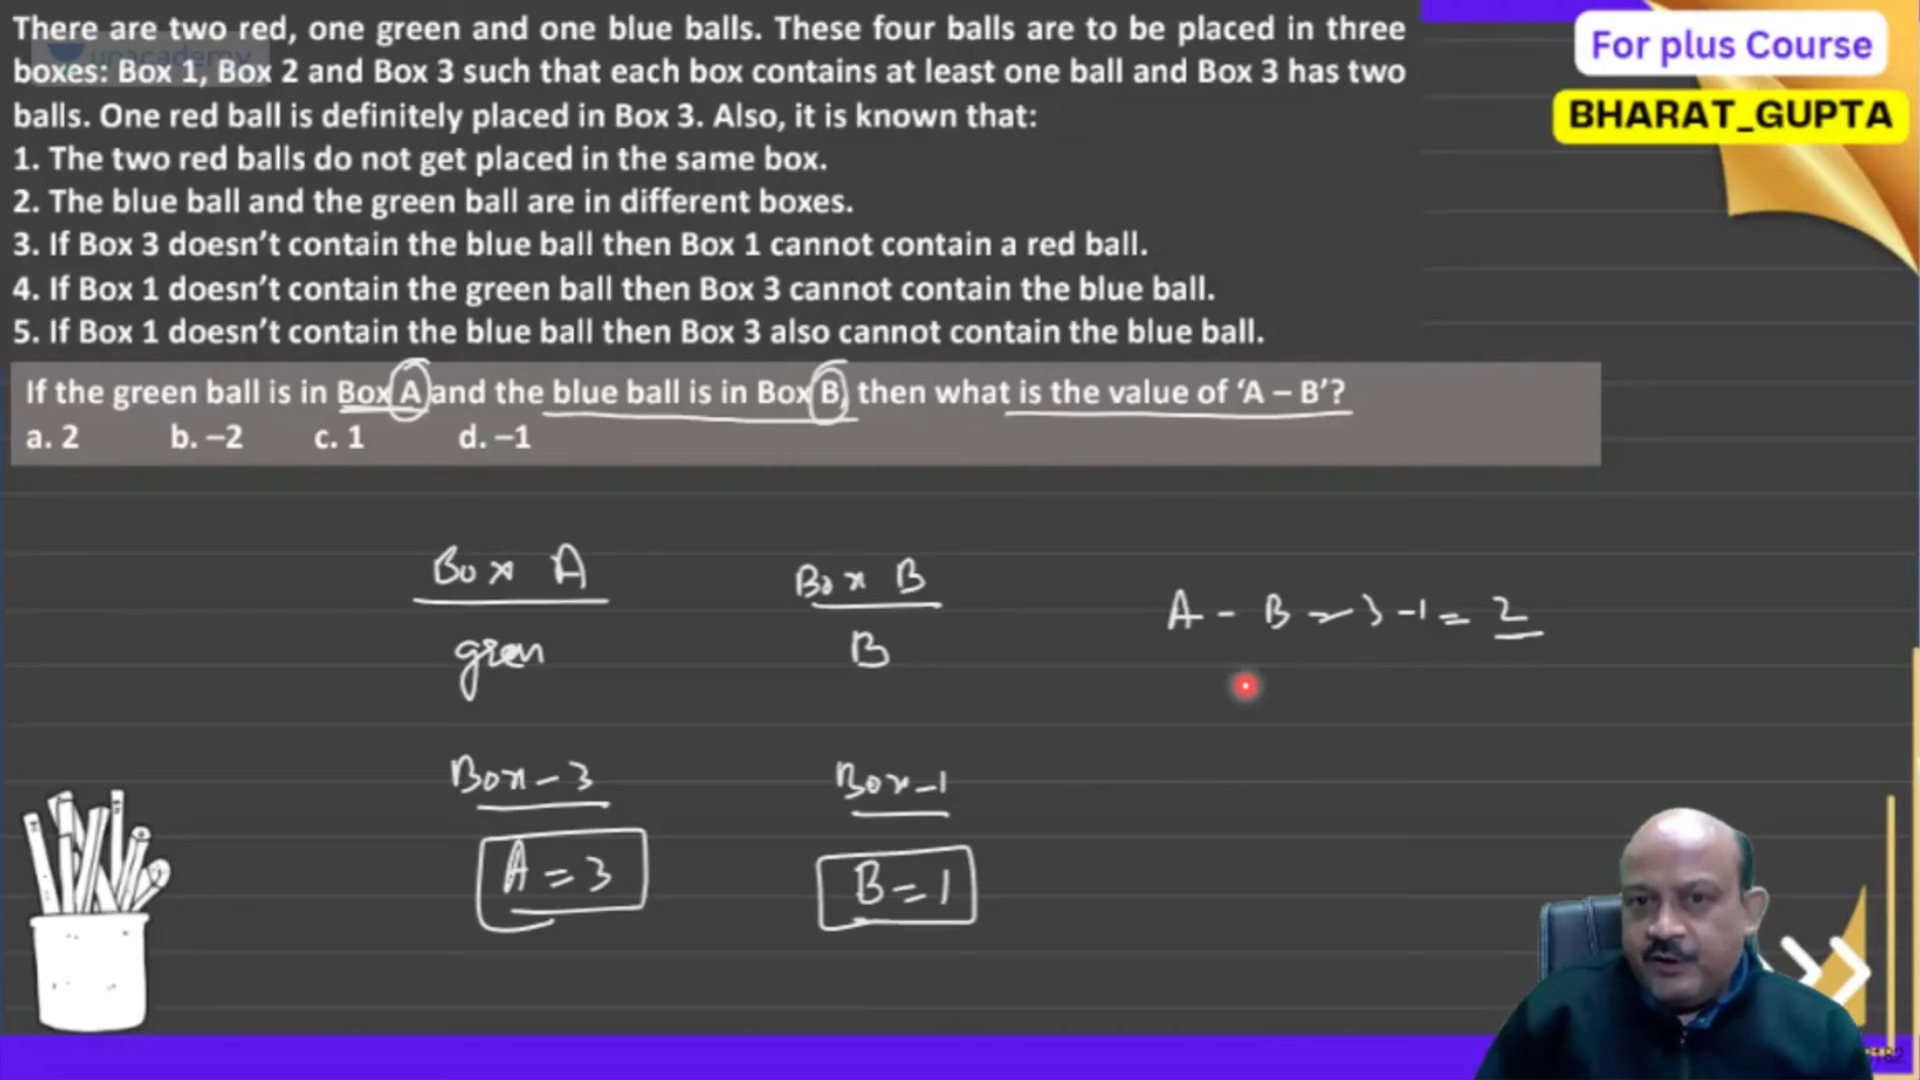 There are two red, one green and one blue balls. These four balls are to be placed in three
unacademy
boxes: Box 1, Box 2 and Box 3 such that each box contains at least one ball and Box 3 has two
balls. One red ball is definitely placed in Box 3. Also, it is known that:
1. The two red balls do not get placed in the same box.
2. The blue ball and the green ball are in different boxes.
3. If Box 3 doesn’t contain the blue ball then Box 1 cannot contain a red ball.
4. If Box 1 doesn’t contain the green ball then Box 3 cannot contain the blue ball.
5. If Box 1 doesn’t contain the blue ball then Box 3 also cannot contain the blue ball.
For plus Course
BHARAT_GUPTA
If the green ball is in Box A and the blue ball is in Box B, then what is the value of ‘A – B’?
a. 2 b. –2 c. 1 d. –1
Box A Box B
gren B
A - B = 3 - 1 = 2
Box - 3 Box - 1
A = 3 B = 1